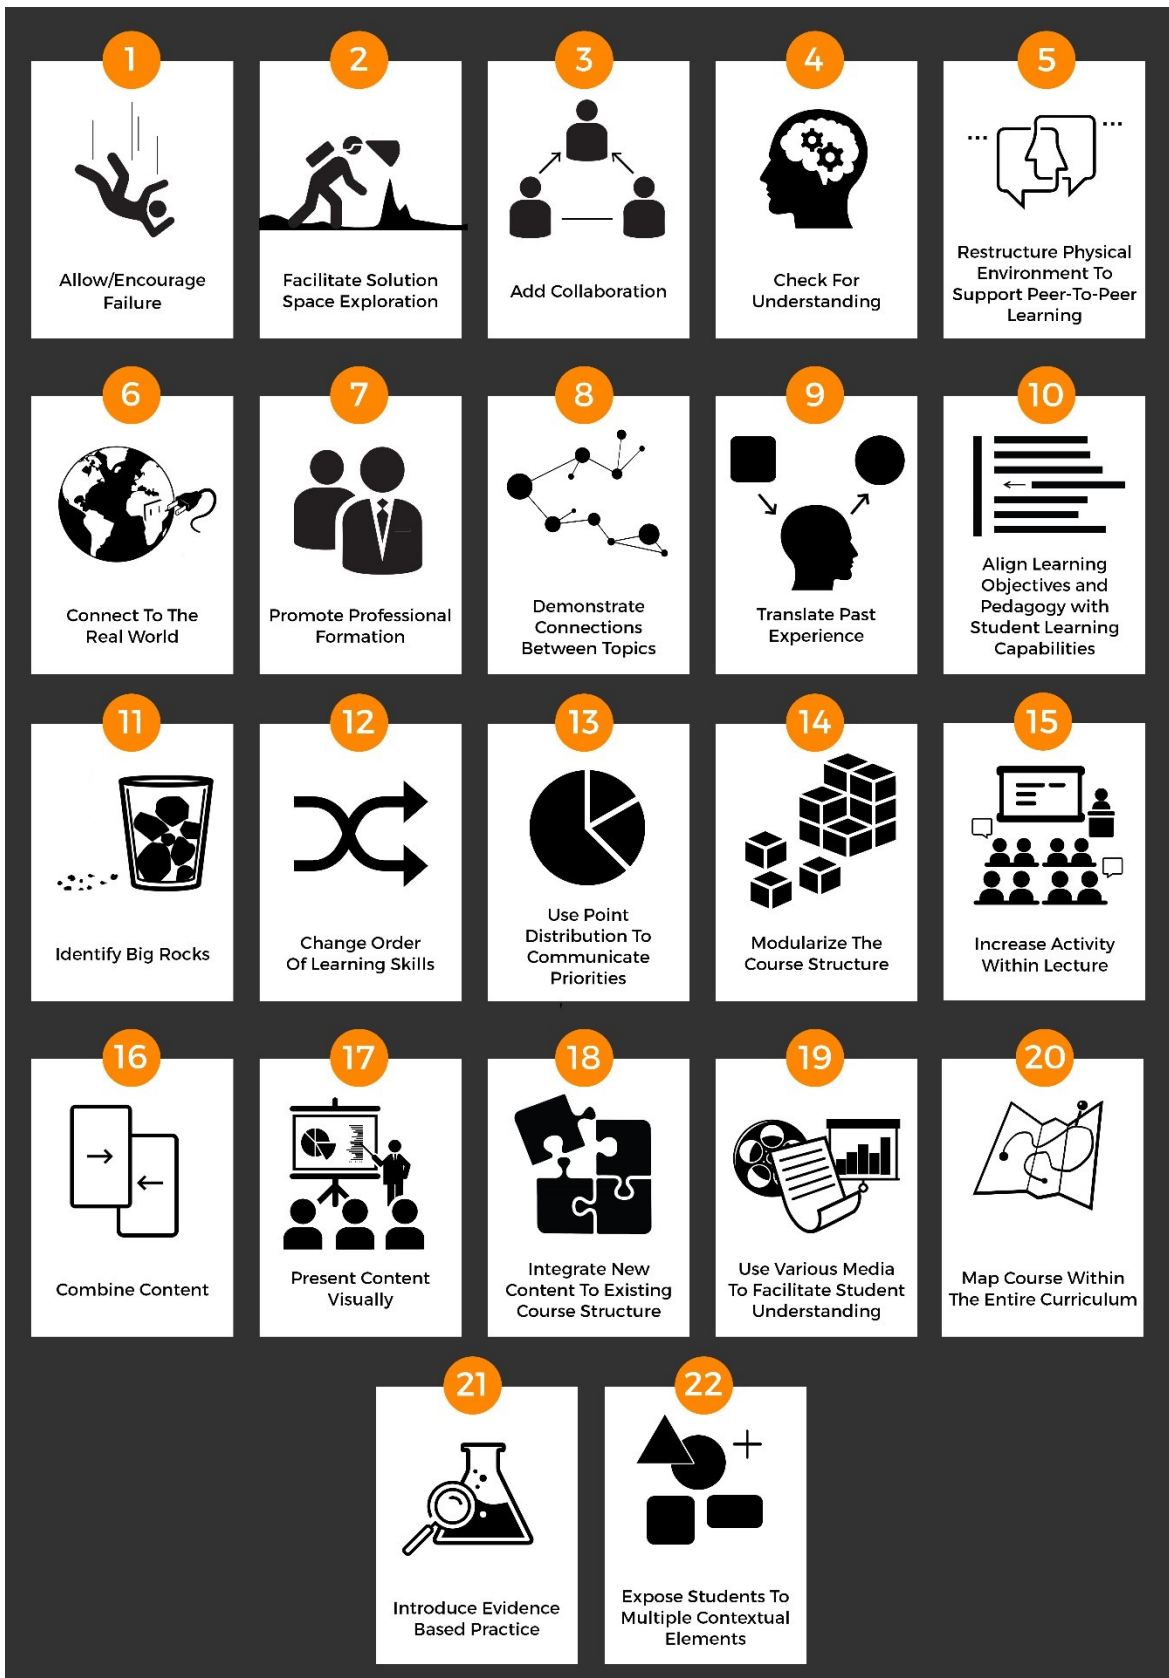 1
Allow/Encourage
Failure
2
Facilitate Solution
Space Exploration
3
Add Collaboration
4
Check For
Understanding
5
Restructure Physical
Environment To
Support Peer-To-Peer
Learning
6
Connect To The
Real World
7
Promote Professional
Formation
8
Demonstrate
Connections
Between Topics
9
Translate Past
Experience
10
Align Learning
Objectives and
Pedagogy with
Student Learning
Capabilities
11
Identify Big Rocks
12
Change Order
Of Learning Skills
13
Use Point
Distribution To
Communicate
Priorities
14
Modularize The
Course Structure
15
Increase Activity
Within Lecture
16
Combine Content
17
Present Content
Visually
18
Integrate New
Content To Existing
Course Structure
19
Use Various Media
To Facilitate Student
Understanding
20
Map Course Within
The Entire Curriculum
21
Introduce Evidence
Based Practice
22
Expose Students To
Multiple Contextual
Elements